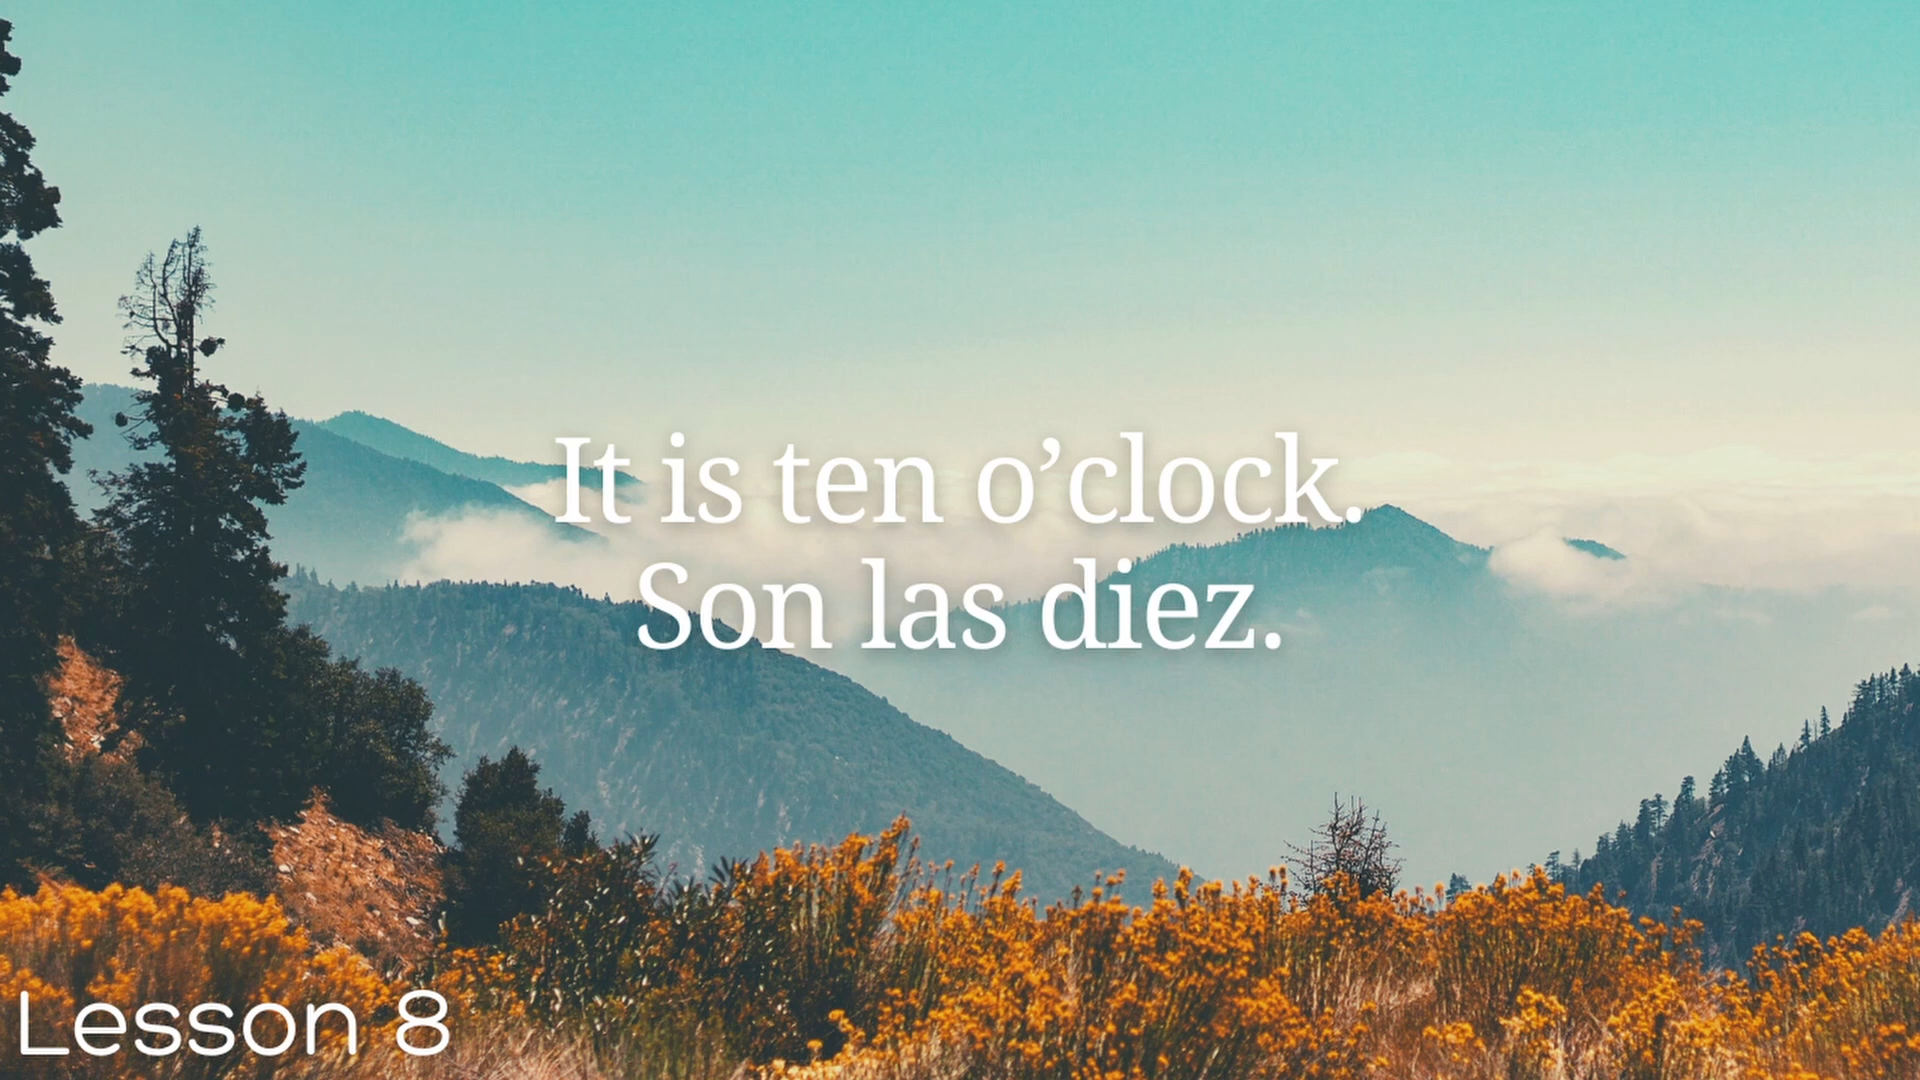 It is ten o’clock.
Son las diez.
Lesson 8